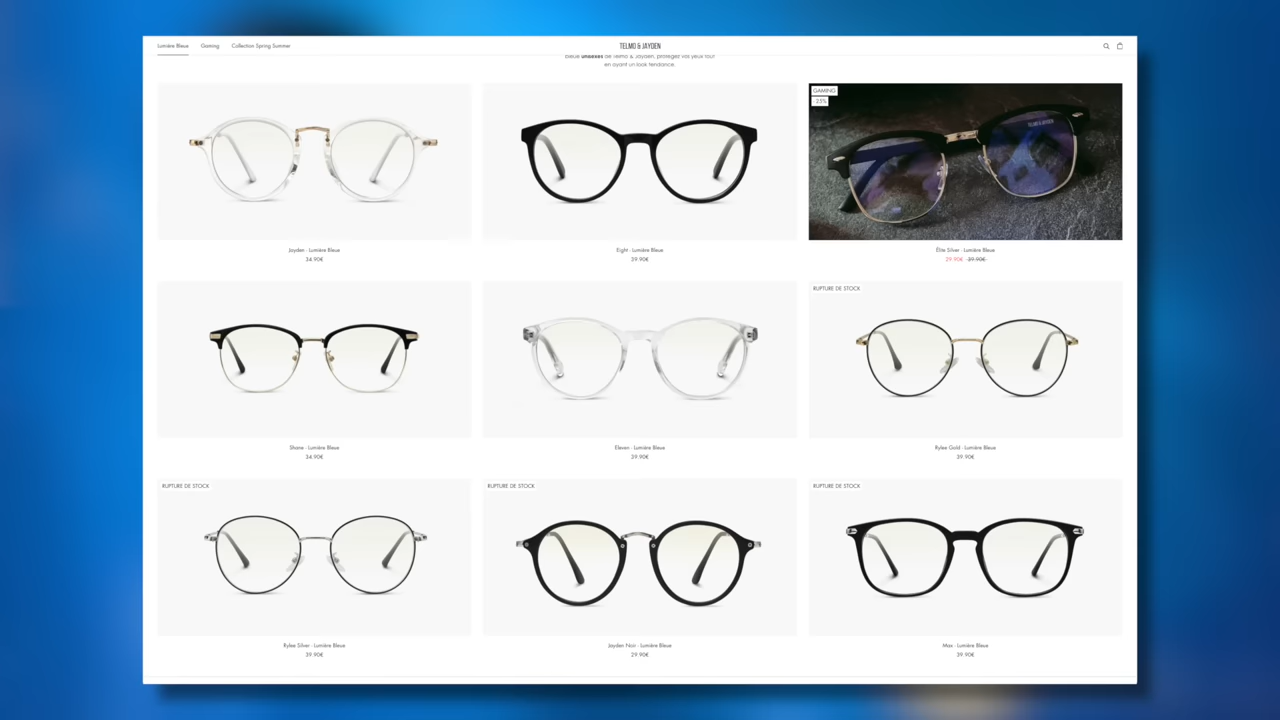 Lumière Bleue
Gaming
Collection Spring Summer
TELMO & JAYDEN
bleue unisexes de Telmo & Jayden, protégez vos yeux tout
en ayant un look tendance.
GAMING
-25%
TELMO & JAYDEN
Jayden - Lumière Bleue
34.90€
Eight - Lumière Bleue
39.90€
Élite Silver - Lumière Bleue
29.90€ 39.90€
RUPTURE DE STOCK
Shane - Lumière Bleue
34.90€
Eleven - Lumière Bleue
39.90€
Rylee Gold - Lumière Bleue
39.90€
RUPTURE DE STOCK
RUPTURE DE STOCK
RUPTURE DE STOCK
Rylee Silver - Lumière Bleue
39.90€
Jayden Noir - Lumière Bleue
29.90€
Max - Lumière Bleue
39.90€